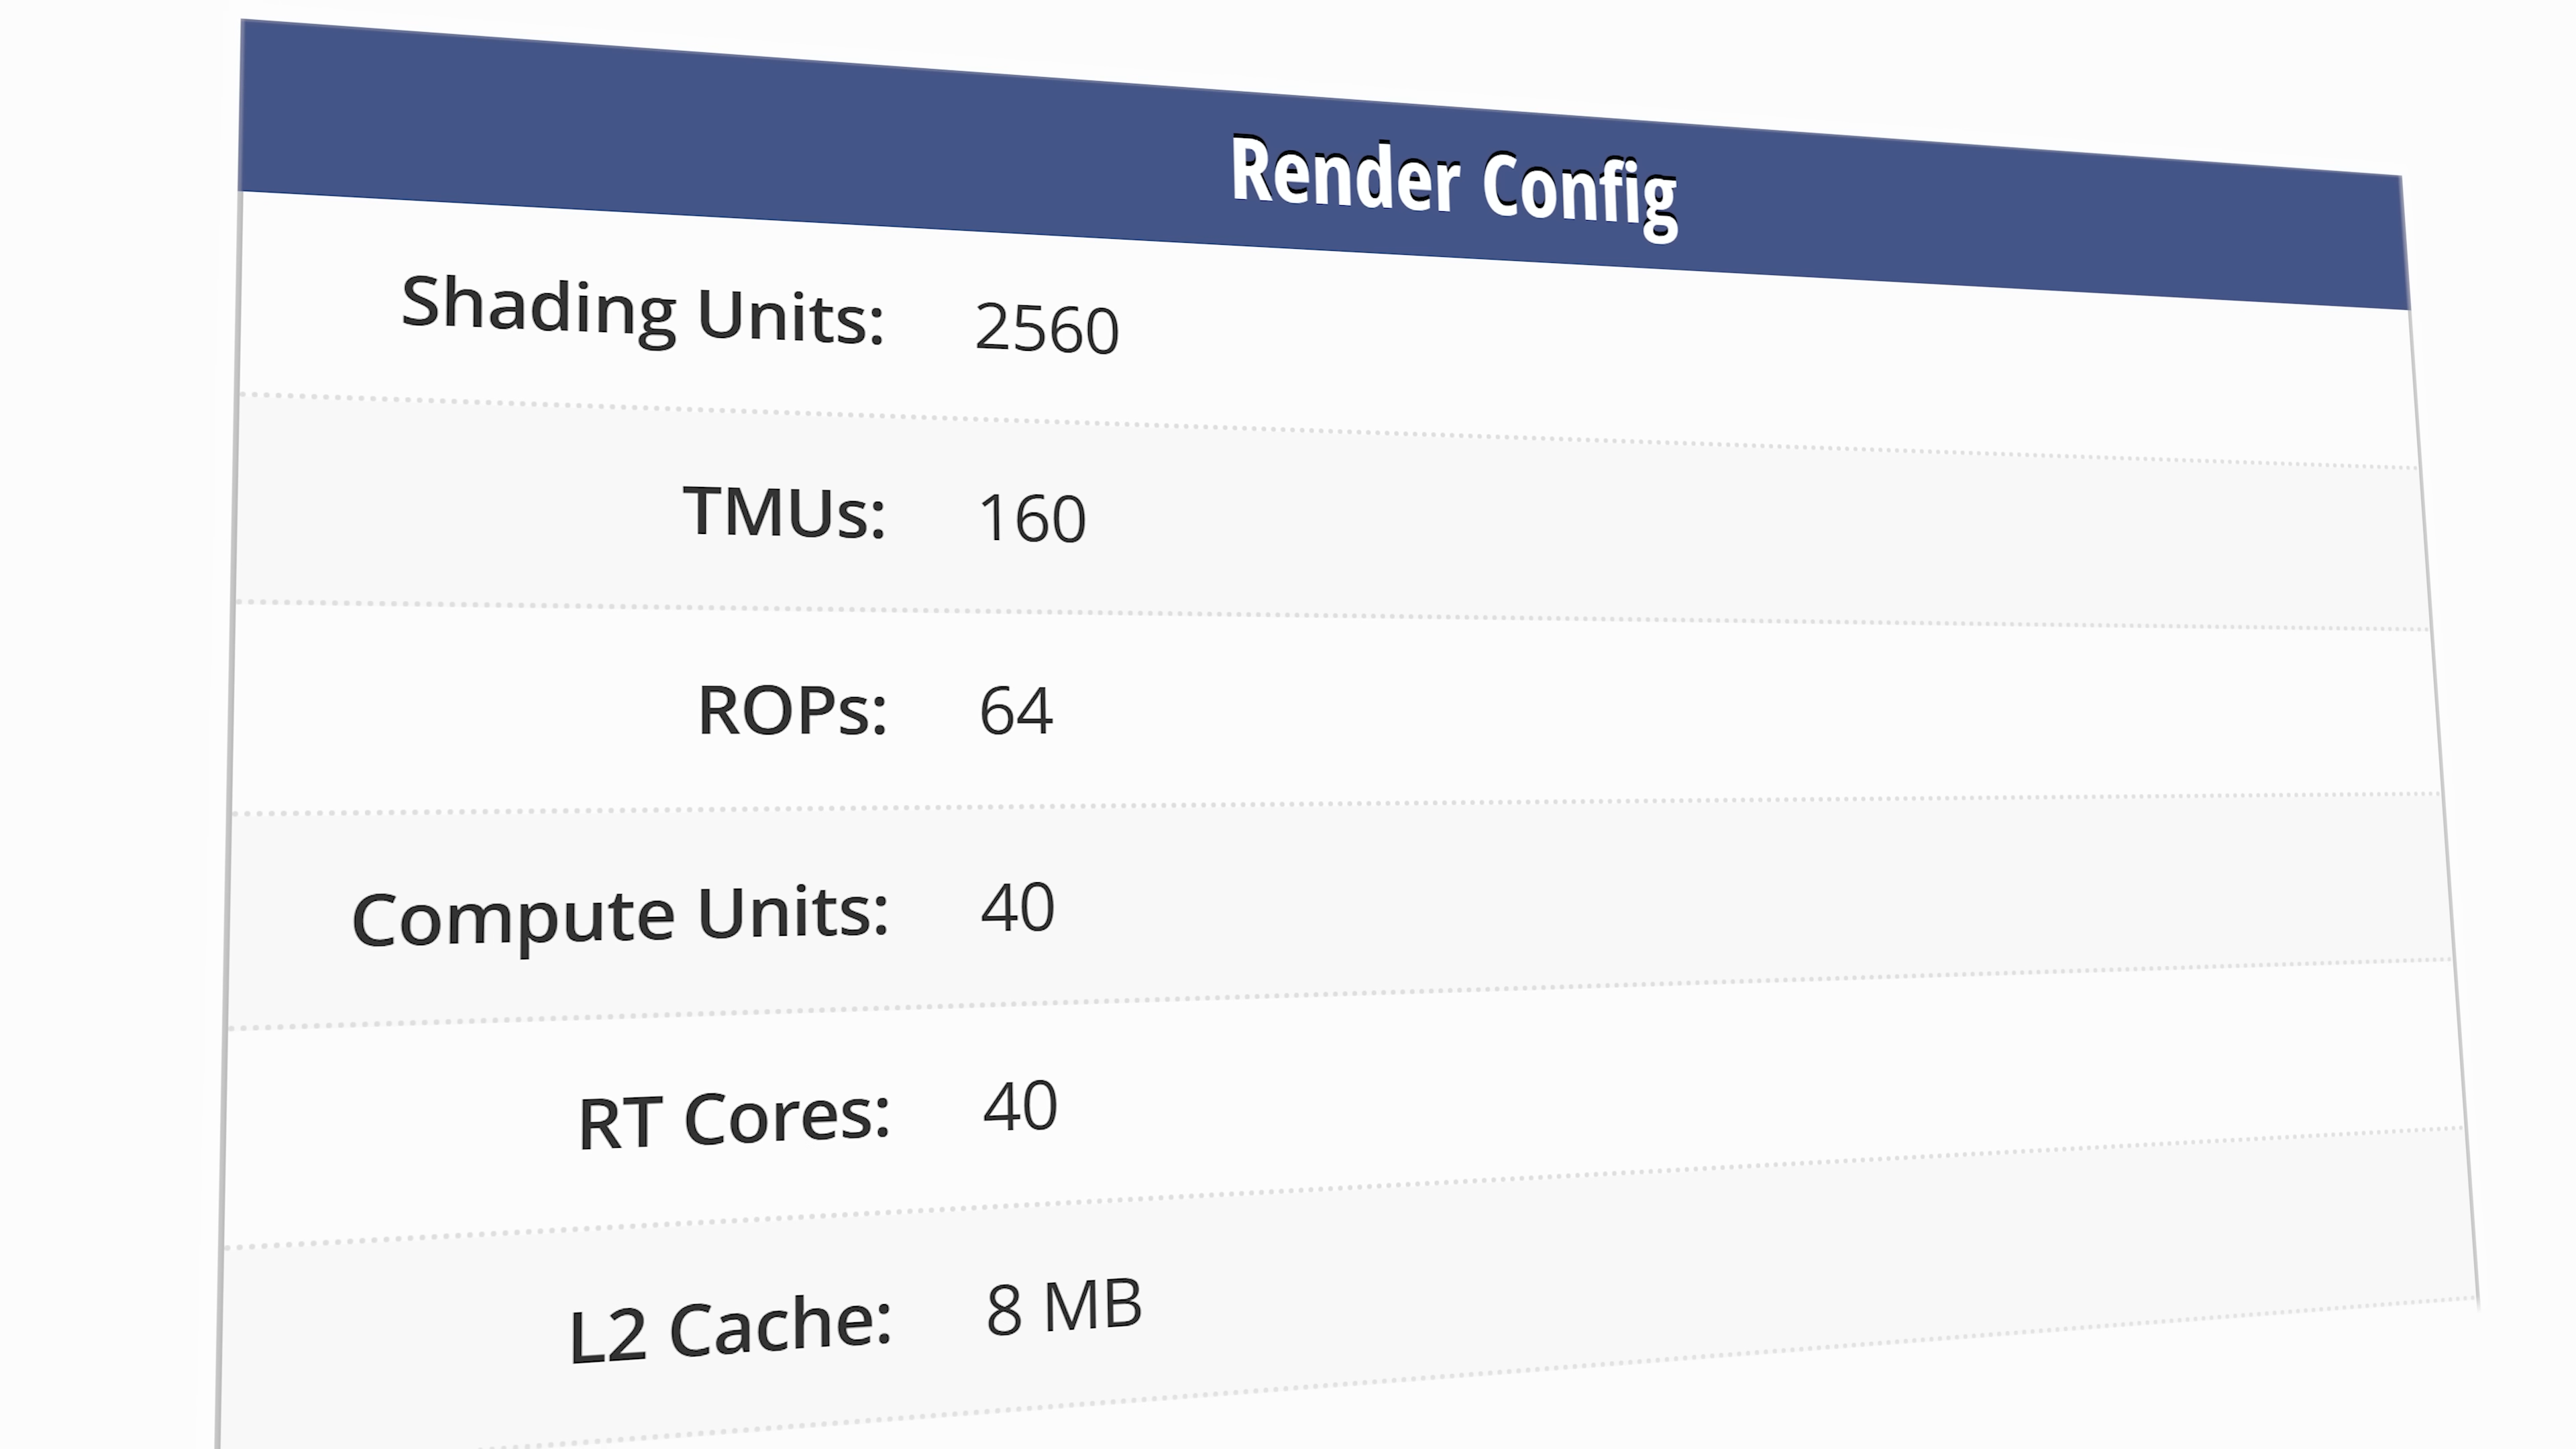 Render Config
Shading Units: 2560
TMUs: 160
ROPs: 64
Compute Units: 40
RT Cores: 40
L2 Cache: 8 MB